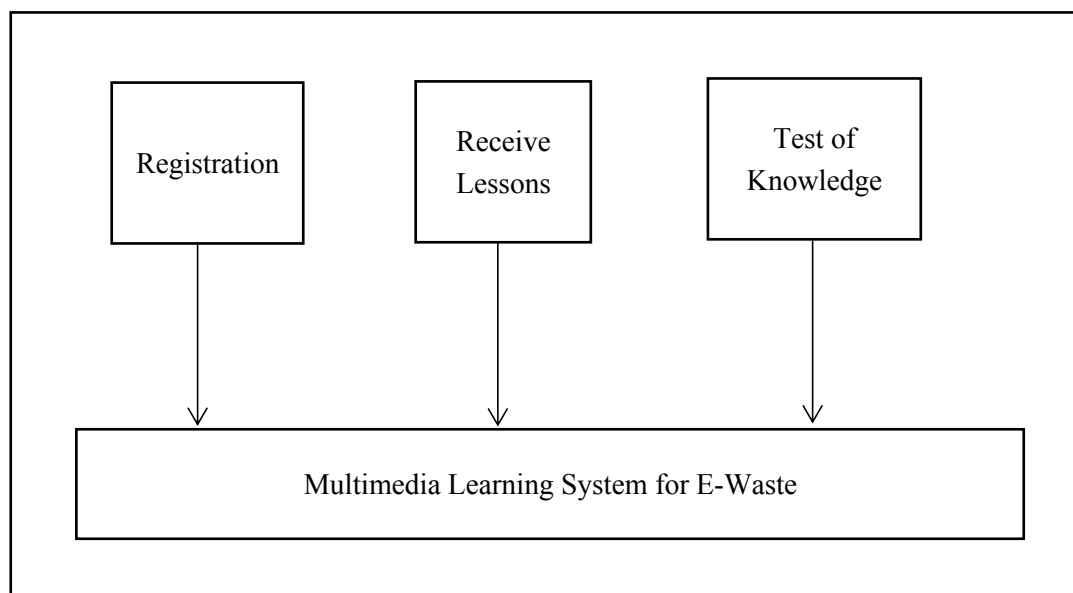 Registration
Receive
Lessons
Test of
Knowledge
Multimedia Learning System for E-Waste